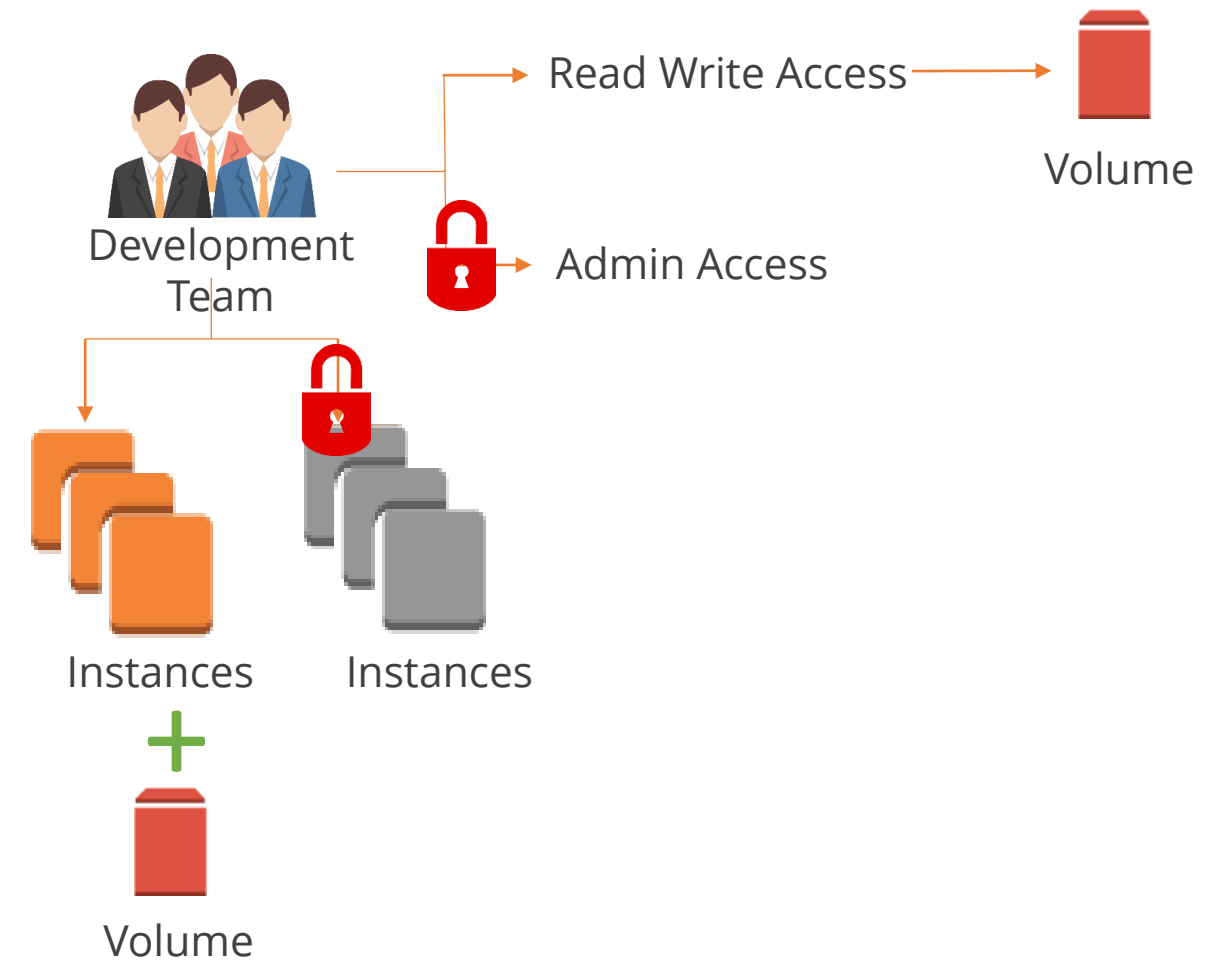 Read Write Access
Volume
Development
Team
Admin Access
Instances
Instances
Volume